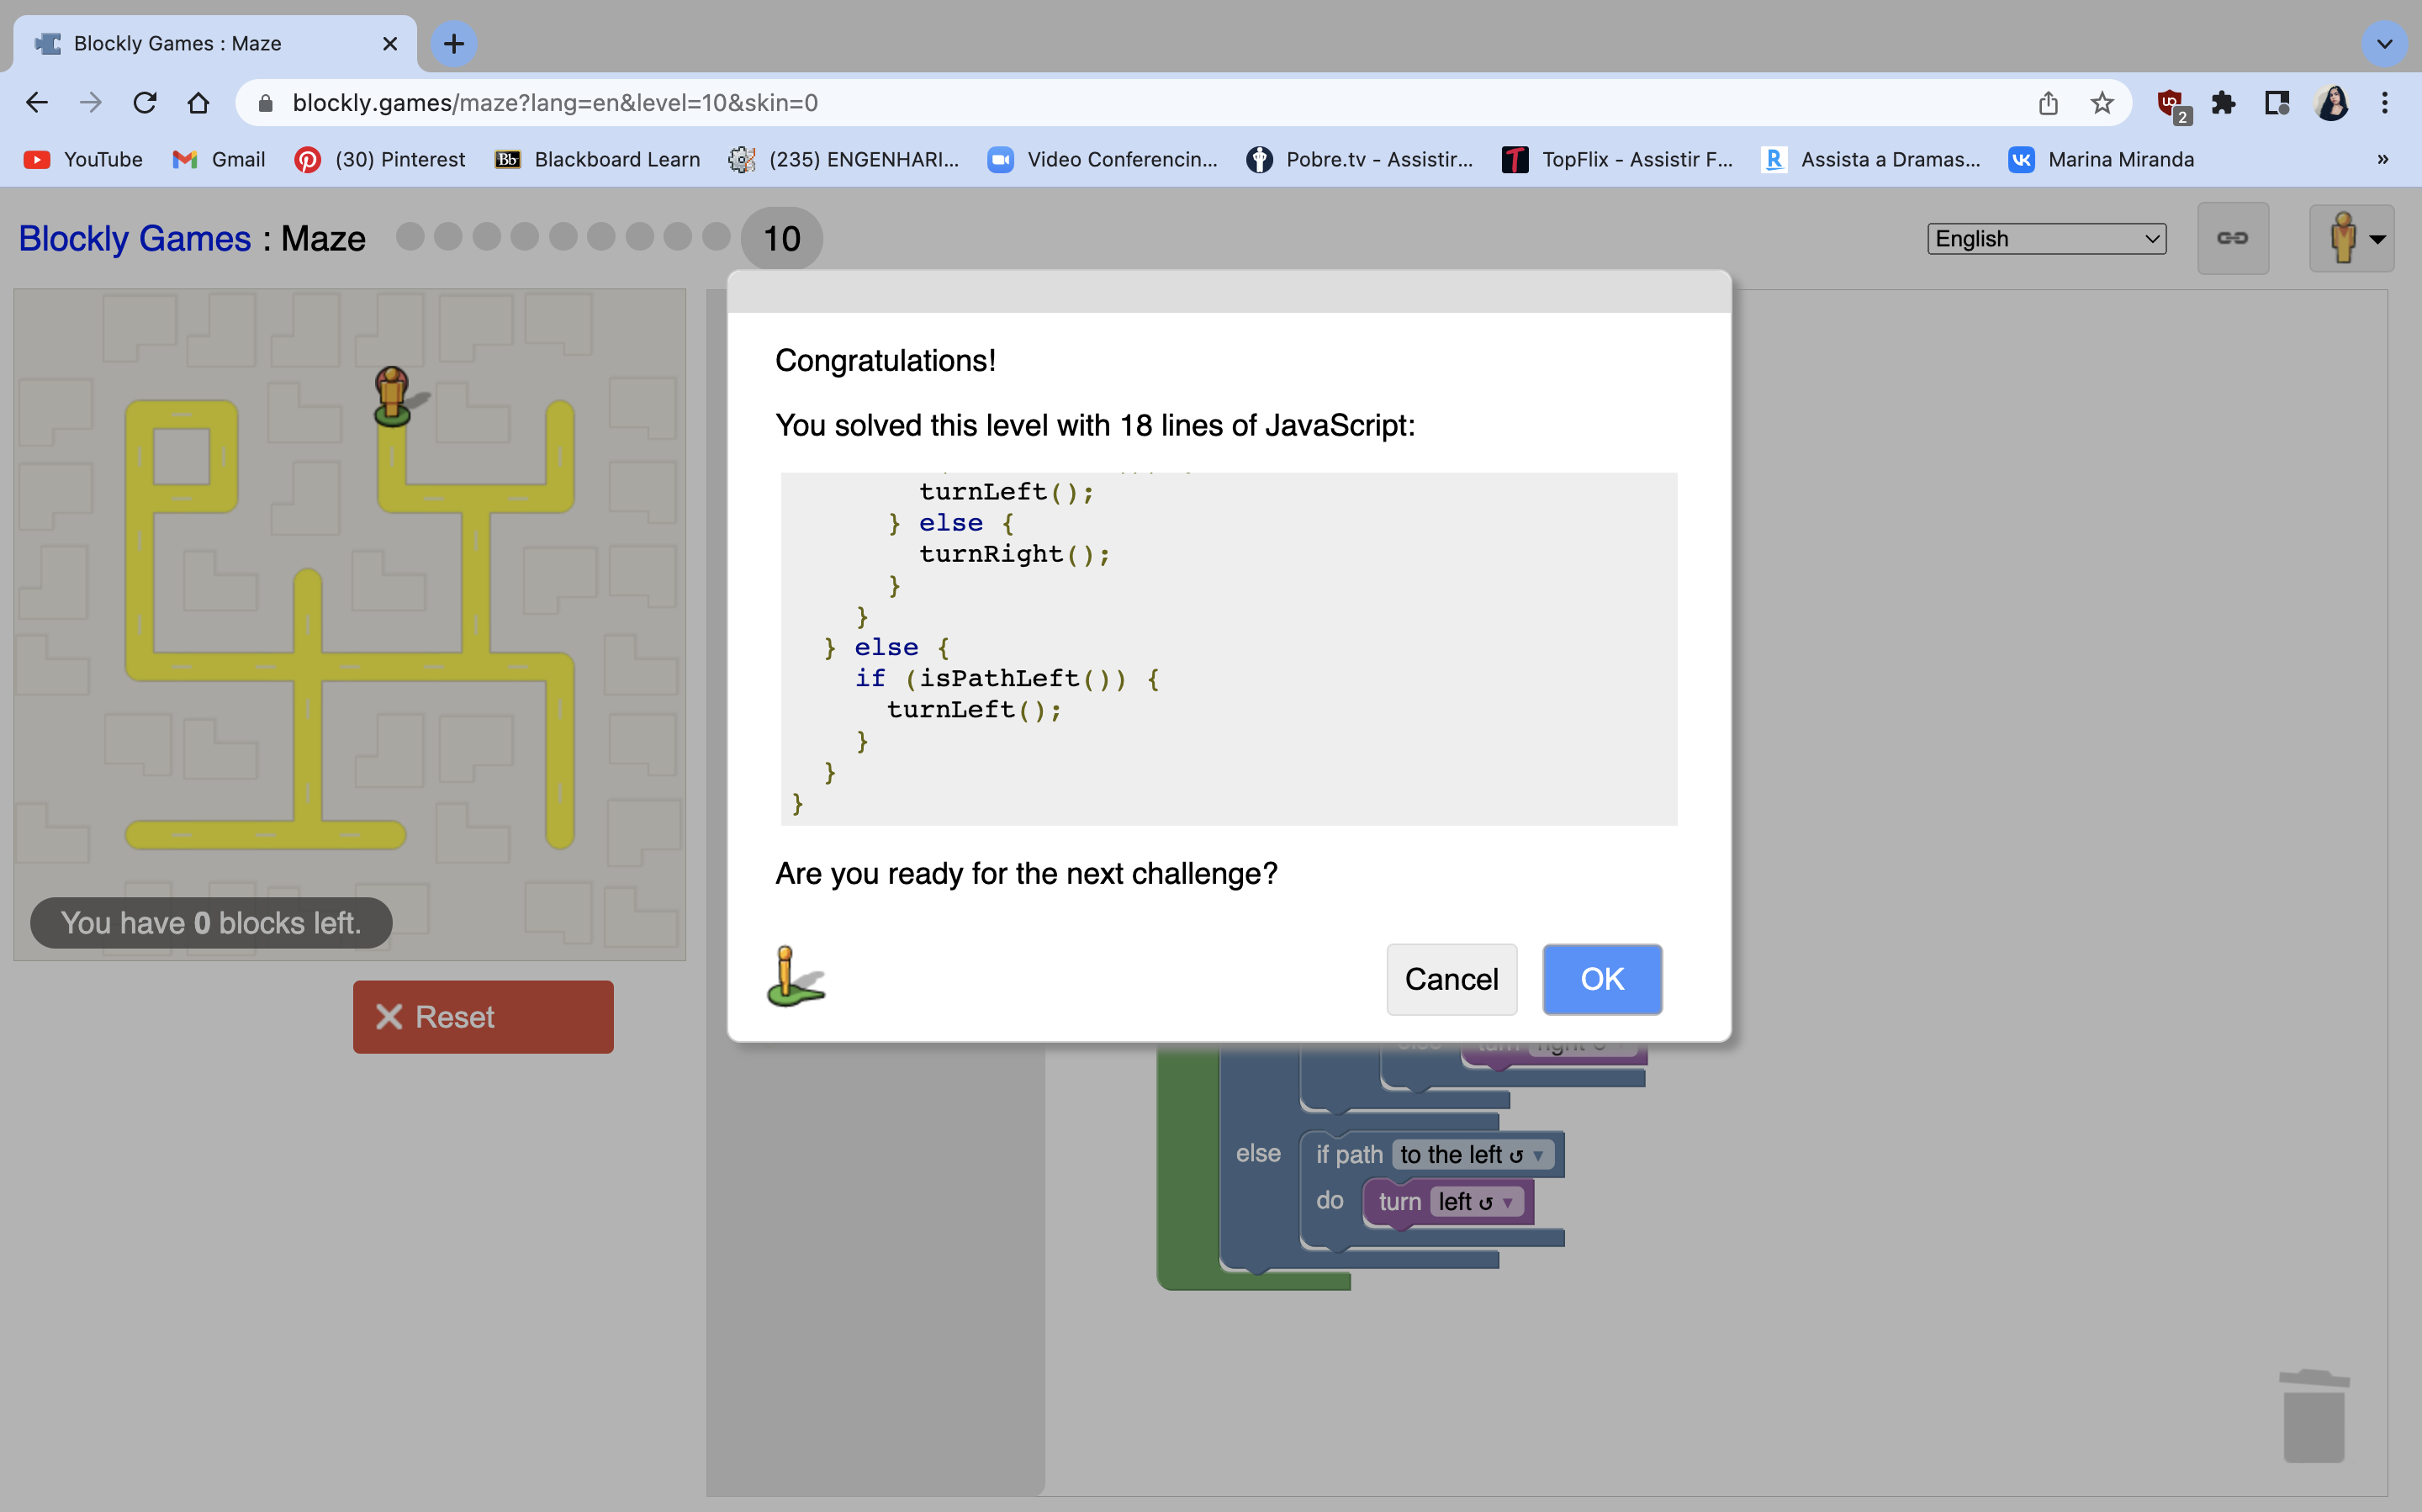 Blockly Games : Maze
blockly.games/maze?lang=en&level=10&skin=0
2
YouTube
Gmail
(30) Pinterest
Bb
Blackboard Learn
(235) ENGENHARI...
Video Conferencin...
Pobre.tv - Assistir...
TopFlix - Assistir F...
Assista a Dramas...
Marina Miranda
»
Blockly Games : Maze
10
English
Congratulations!
You solved this level with 18 lines of JavaScript:
turnLeft();
} else {
turnRight();
}
}
} else {
if (isPathLeft()) {
turnLeft();
}
}
}
Are you ready for the next challenge?
Cancel
OK
You have 0 blocks left.
Reset
else
if path to the left ↺ ▾
do
turn left ↺ ▾